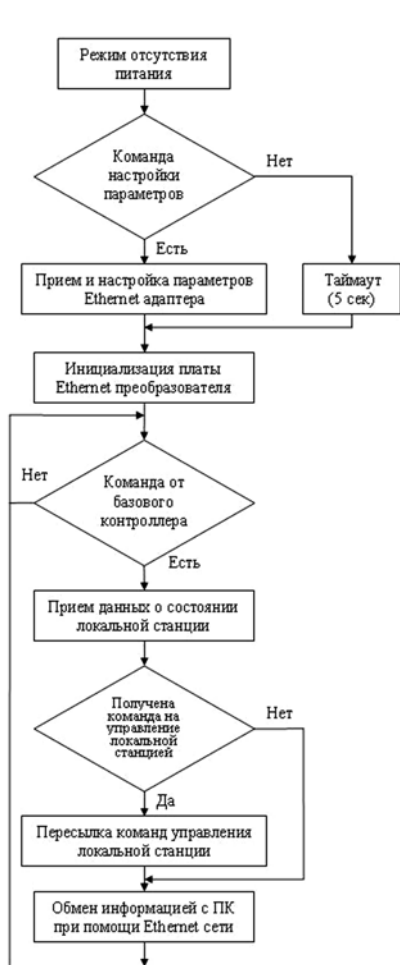 Режим отсутствия
питания
Команда
настройки
параметров
Нет
Есть
Прием и настройка параметров
Ethernet адаптера
Таймаут
(5 сек)
Инициализация платы
Ethernet преобразователя
Нет
Команда от
базового
контроллера
Есть
Прием данных о состоянии
локальной станции
Получена
команда на
управление
локальной
станцией
Нет
Да
Пересылка команд управления
локальной станции
Обмен информацией с ПК
при помощи Ethernet сети